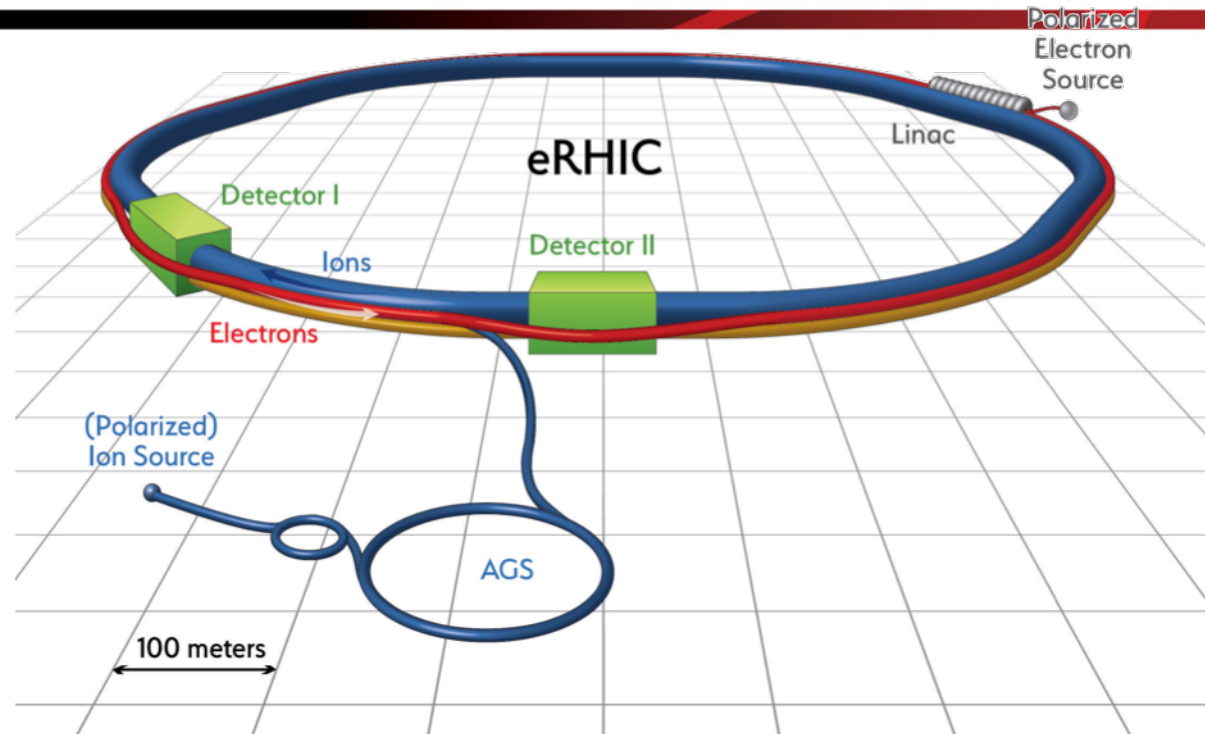 Polarized
Electron
Source
Linac
eRHIC
Detector I
Detector II
Ions
Electrons
(Polarized)
Ion Source
AGS
100 meters